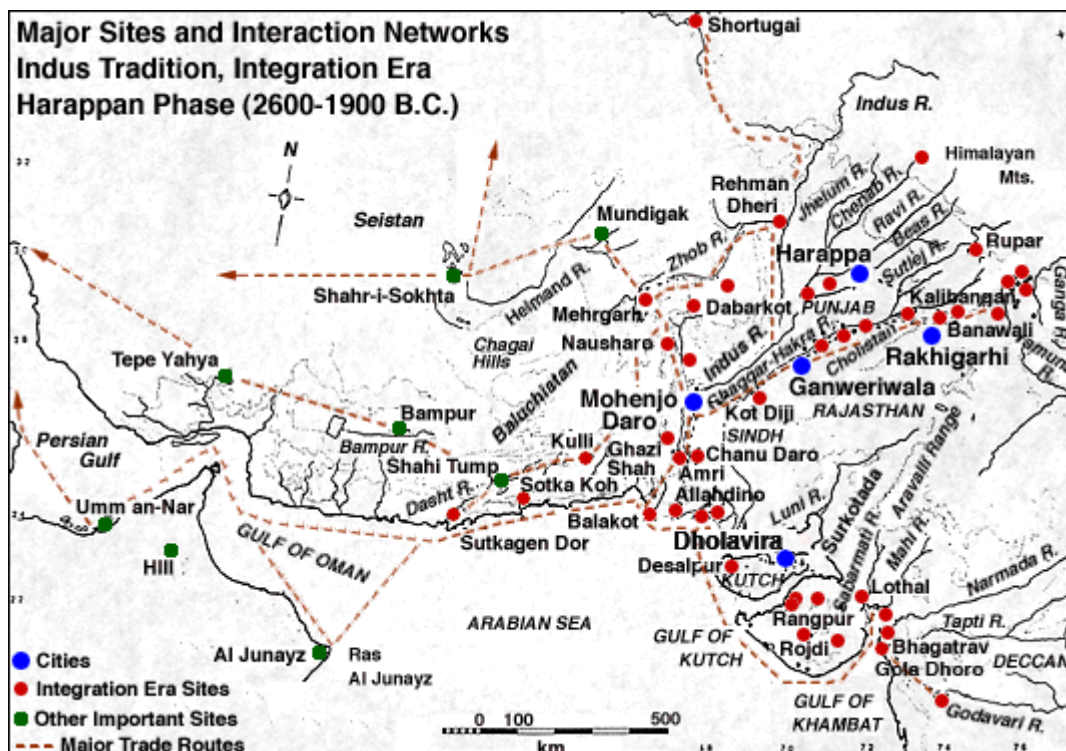 Major Sites and Interaction Networks
Indus Tradition, Integration Era
Harappan Phase (2600-1900 B.C.)
Shortugai
Indus R.
N
Himalayan
Mts.
Seistan
Mundigak
Rehman
Dheri
Jhelum R.
Chenab R.
Ravi R.
Beas R.
Sutlej R.
Rupar
Zhob R.
Harappa
Shahr-i-Sokhta
Helmand R.
Mehrgarh
Dabarkot
PUNJAB
Kalibangan
Ganga R.
Chagai
Hills
Nausharo
Indus R.
Ghaggar-Hakra R.
Cholistan
Banawali
Yamuna
R.
Rakhigarhi
Tepe Yahya
Baluchistan
Ganweriwala
Mohenjo
Daro
Kot Diji
RAJASTHAN
Bampur
Bampur R.
SINDH
Persian
Gulf
Kulli
Ghazi
Shah
Chanu Daro
Aravalli Range
Shahi Tump
Sotka Koh
Amri
Dasht R.
Allahdino
Luni R.
Umm an-Nar
GULF OF OMAN
Sutkagen Dor
Balakot
Dholavira
Surkotada
Sabarmati R.
Mahi R.
Hili
Desalpur
KUTCH
Lothal
Narmada R.
ARABIAN SEA
Rangpur
Tapti R.
GULF OF
KUTCH
Rojdi
Bhagatrav
Gola Dhoro
DECCAN
Al Junayz
Ras
Al Junayz
GULF OF
KHAMBAT
Godavari R.
Cities
Integration Era Sites
Other Important Sites
Major Trade Routes
0 100 500
km